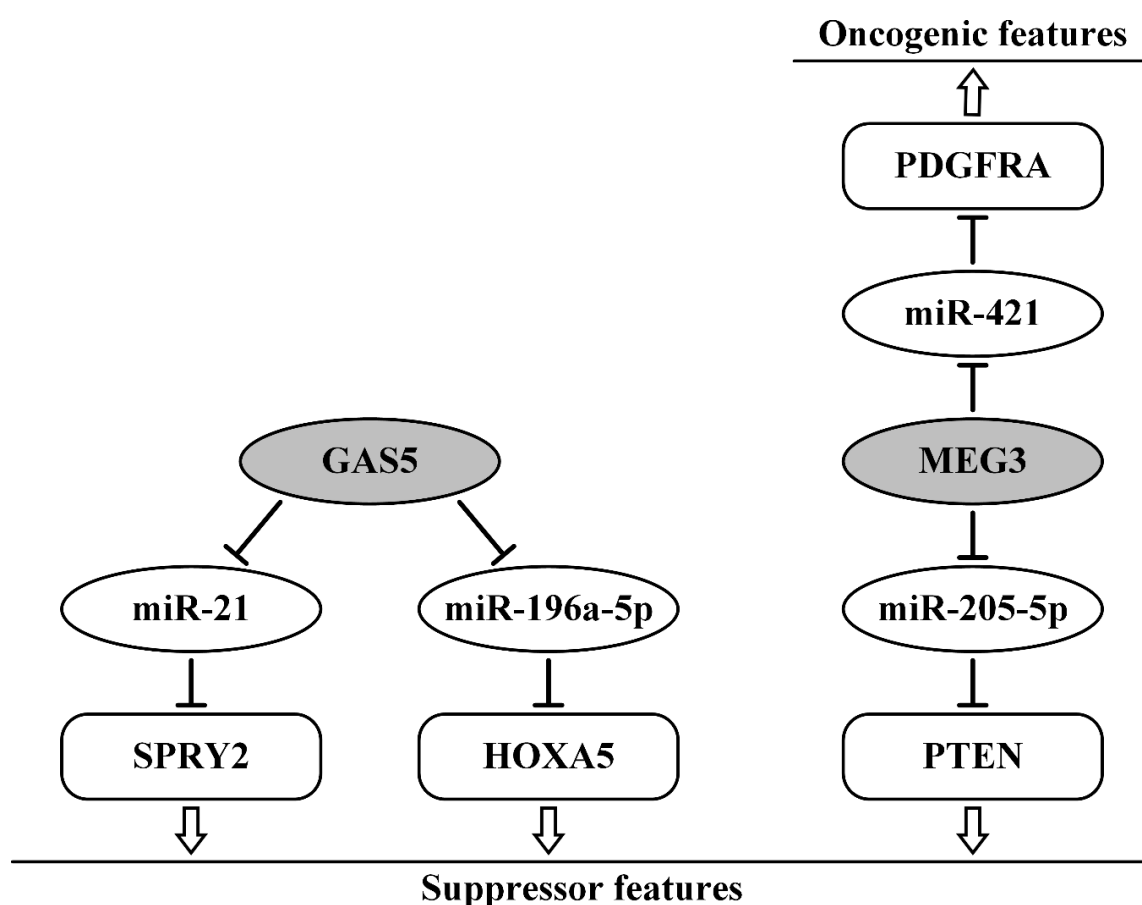 Oncogenic features
PDGFRA
miR-421
GAS5
MEG3
miR-21
miR-196a-5p
miR-205-5p
SPRY2
HOXA5
PTEN
Suppressor features